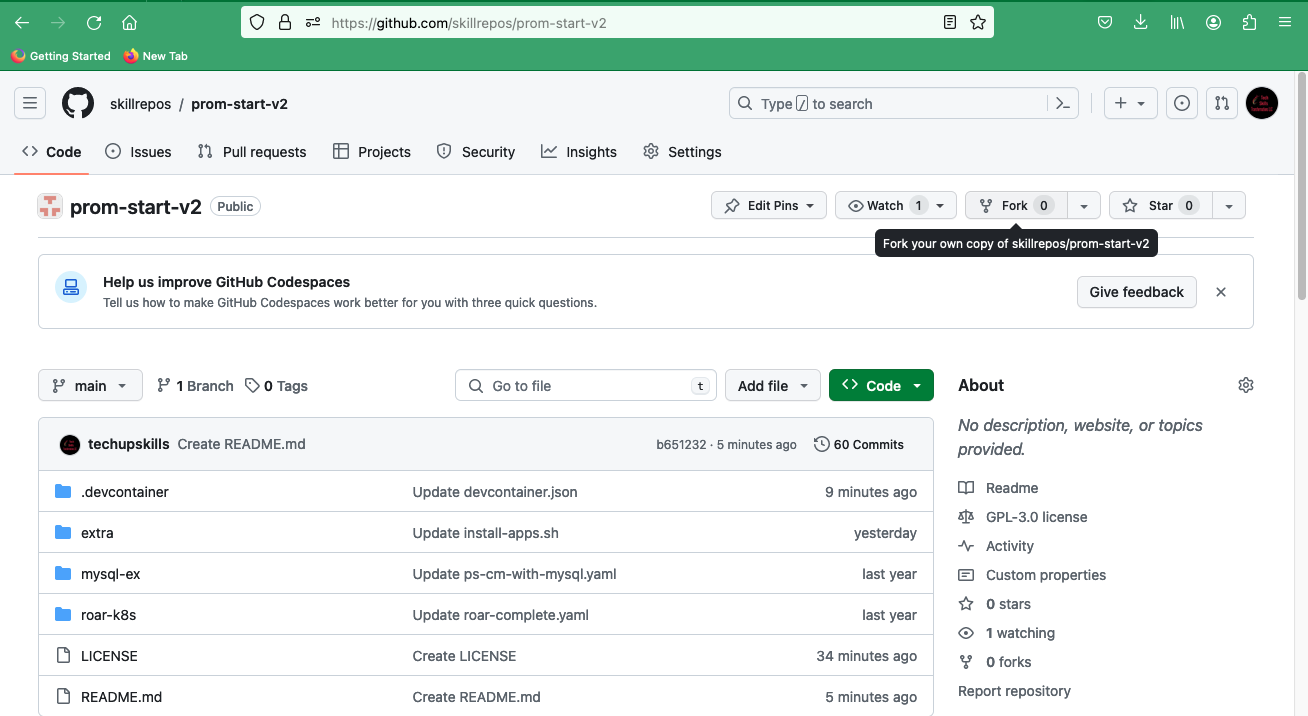 https://github.com/skillrepos/prom-start-v2
Getting Started New Tab
skillrepos / prom-start-v2
Type / to search
Code Issues Pull requests Projects Security Insights Settings
prom-start-v2 Public
Edit Pins Watch 1 Fork 0 Star 0
Fork your own copy of skillrepos/prom-start-v2
Help us improve GitHub Codespaces
Tell us how to make GitHub Codespaces work better for you with three quick questions.
Give feedback
main 1 Branch 0 Tags Go to file t Add file Code
techupskills Create README.md b651232 · 5 minutes ago 60 Commits
.devcontainer Update devcontainer.json 9 minutes ago
extra Update install-apps.sh yesterday
mysql-ex Update ps-cm-with-mysql.yaml last year
roar-k8s Update roar-complete.yaml last year
LICENSE Create LICENSE 34 minutes ago
README.md Create README.md 5 minutes ago
About
No description, website, or topics
provided.
Readme
GPL-3.0 license
Activity
Custom properties
0 stars
1 watching
0 forks
Report repository